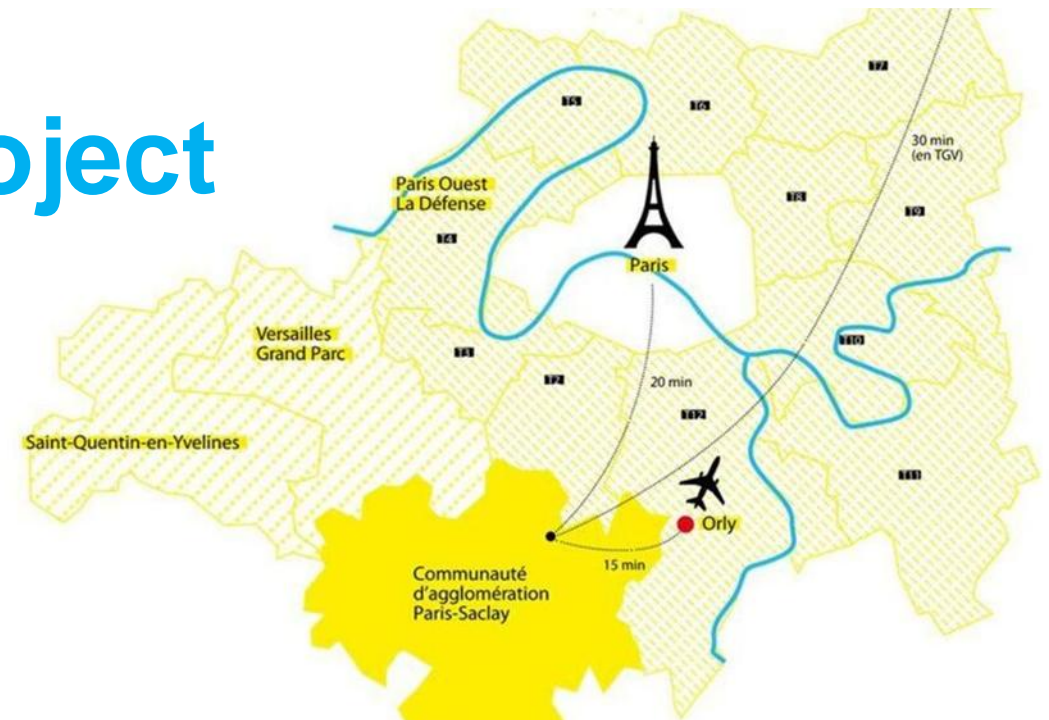 oject
T7
T5
T6
30 min
(en TGV)
Paris Ouest
La Défense
T8
T9
T4
Paris
Versailles
Grand Parc
T10
T3
T2
20 min
T12
Saint-Quentin-en-Yvelines
T11
Orly
15 min
Communauté
d'agglomération
Paris-Saclay